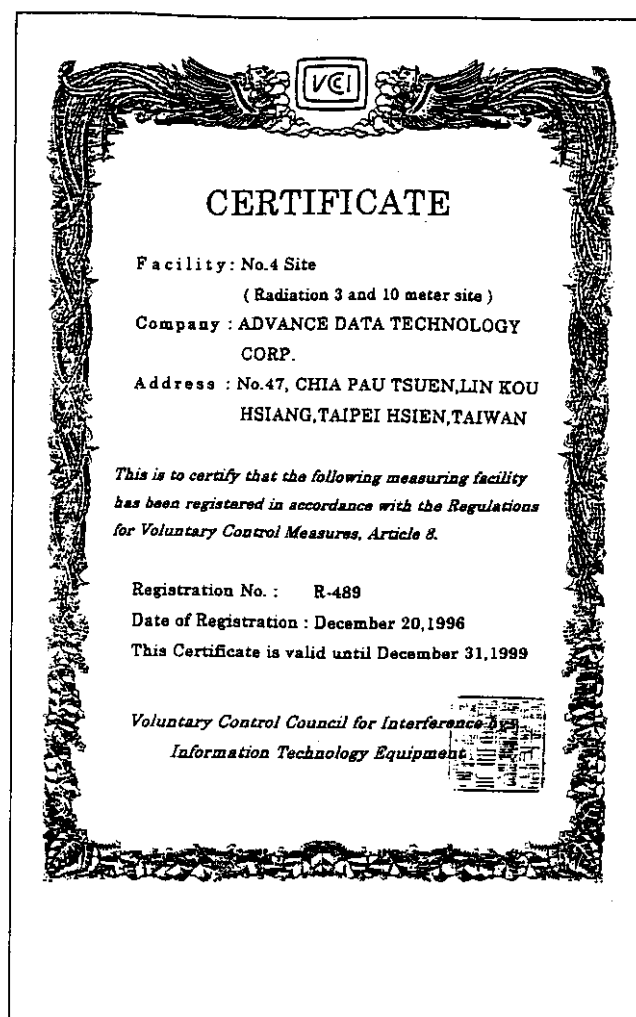 VCCI
CERTIFICATE
Facility: No.4 Site
( Radiation 3 and 10 meter site )
Company : ADVANCE DATA TECHNOLOGY
CORP.
Address : No.47, CHIA PAU TSUEN,LIN KOU
HSIANG,TAIPEI HSIEN,TAIWAN
This is to certify that the following measuring facility
has been registered in accordance with the Regulations
for Voluntary Control Measures, Article 8.
Registration No. : R-489
Date of Registration : December 20,1996
This Certificate is valid until December 31,1999
Voluntary Control Council for Interference by
Information Technology Equipment